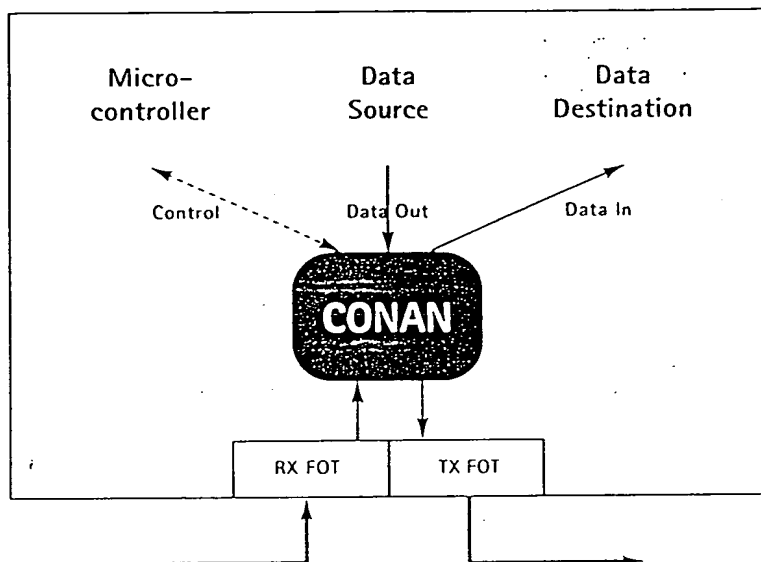 Micro-
controller
Data
Source
Data
Destination
Control
Data Out
Data In
CONAN
RX FOT
TX FOT